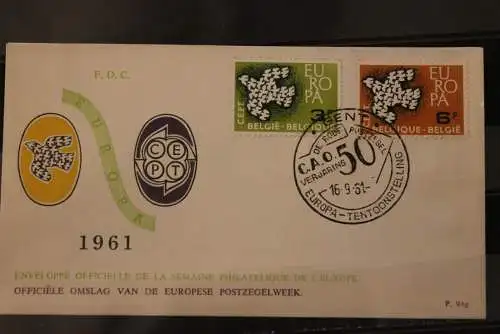 F. D. C.
EUROPA
CEPT
1961
CEPT
EUROPA
3F
BELGIË-BELGIQUE
CEPT
EUROPA
6F
BELGIQUE-BELGIË
GENT
C.A.O. 50
VERJARING
16-9-61
EUROPA-TENTOONSTELLING
ENVELOPPE OFFICIELLE DE LA SEMAINE PHILATELIQUE DE L'EUROPE.
OFFICIËLE OMSLAG VAN DE EUROPESE POSTZEGELWEEK.